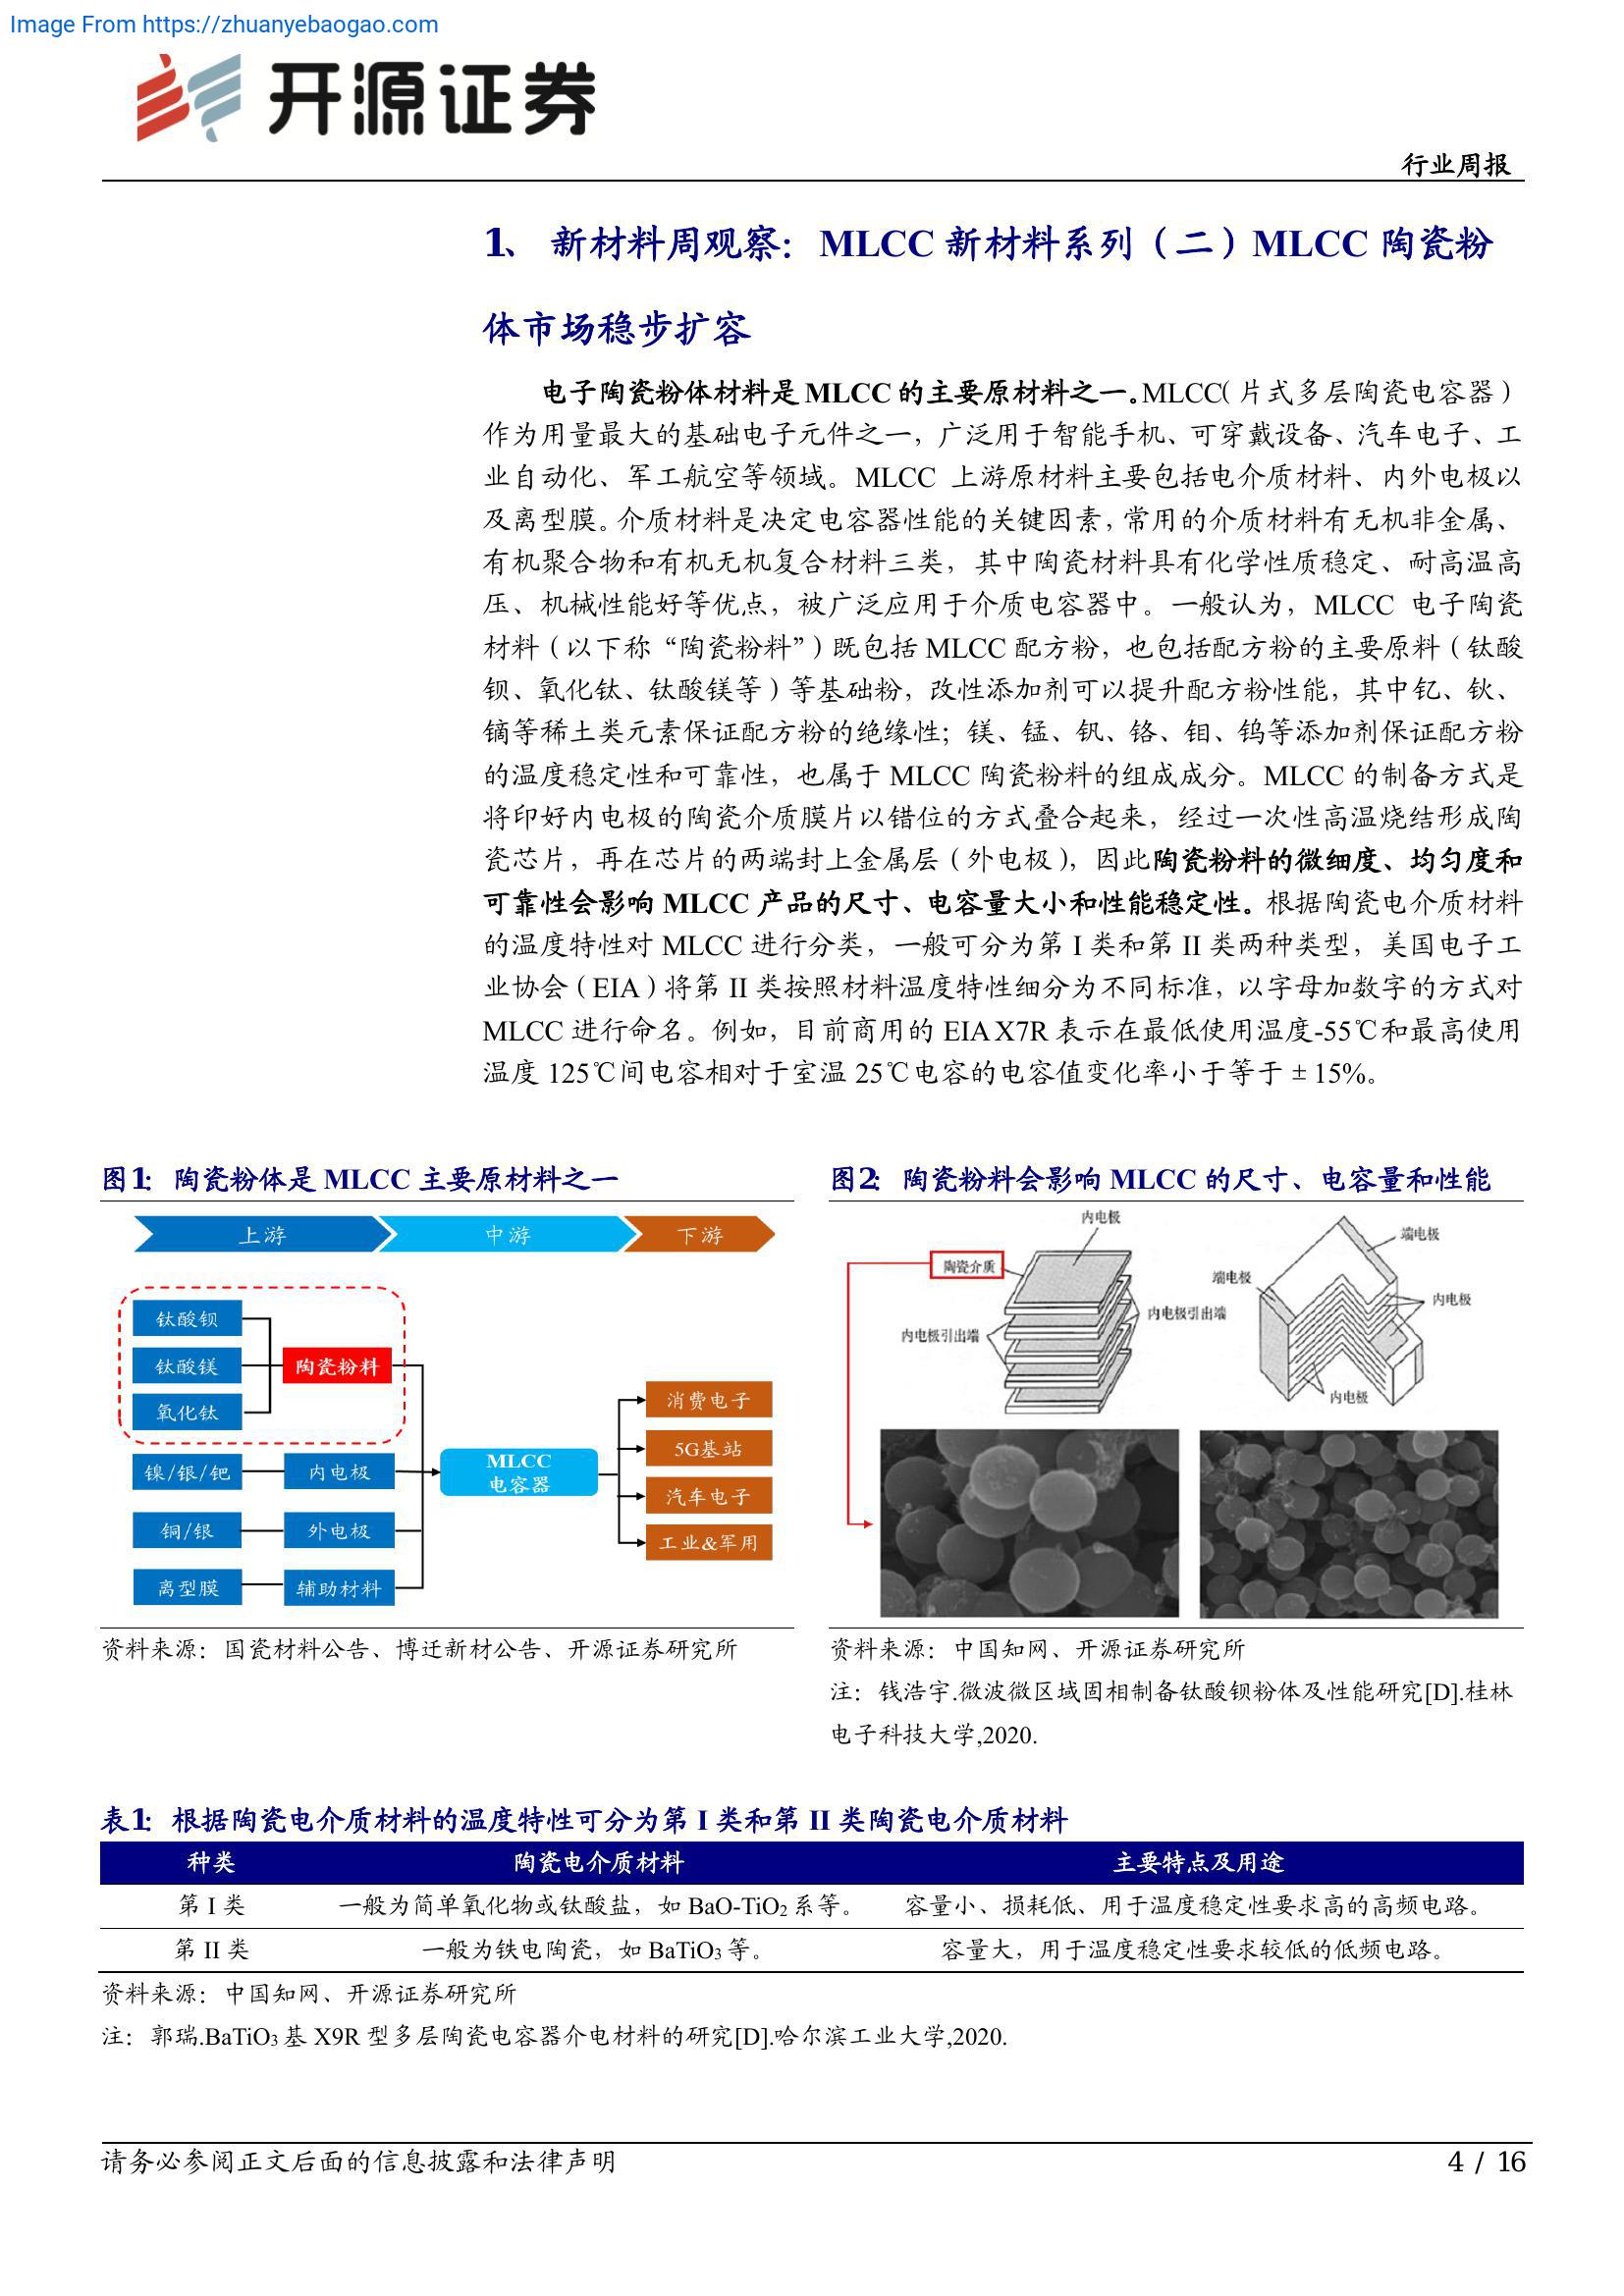 Image From https://zhuanyebaogao.com
开源证券
行业周报
1、 新材料周观察：MLCC 新材料系列（二）MLCC 陶瓷粉
体市场稳步扩容
电子陶瓷粉体材料是 MLCC 的主要原材料之一。MLCC（片式多层陶瓷电容器）
作为用量最大的基础电子元件之一，广泛用于智能手机、可穿戴设备、汽车电子、工
业自动化、军工航空等领域。MLCC 上游原材料主要包括电介质材料、内外电极以
及离型膜。介质材料是决定电容器性能的关键因素，常用的介质材料有无机非金属、
有机聚合物和有机无机复合材料三类，其中陶瓷材料具有化学性质稳定、耐高温高
压、机械性能好等优点，被广泛应用于介质电容器中。一般认为，MLCC 电子陶瓷
材料（以下称“陶瓷粉料”）既包括 MLCC 配方粉，也包括配方粉的主要原料（钛酸
钡、氧化钛、钛酸镁等）等基础粉，改性添加剂可以提升配方粉性能，其中钇、钬、
镝等稀土类元素保证配方粉的绝缘性；镁、锰、钒、铬、钼、钨等添加剂保证配方粉
的温度稳定性和可靠性，也属于 MLCC 陶瓷粉料的组成成分。MLCC 的制备方式是
将印好内电极的陶瓷介质膜片以错位的方式叠合起来，经过一次性高温烧结形成陶
瓷芯片，再在芯片的两端封上金属层（外电极），因此陶瓷粉料的微细度、均匀度和
可靠性会影响 MLCC 产品的尺寸、电容量大小和性能稳定性。根据陶瓷电介质材料
的温度特性对 MLCC 进行分类，一般可分为第 I 类和第 II 类两种类型，美国电子工
业协会（EIA）将第 II 类按照材料温度特性细分为不同标准，以字母加数字的方式对
MLCC 进行命名。例如，目前商用的 EIA X7R 表示在最低使用温度-55℃和最高使用
温度 125℃间电容相对于室温 25℃电容的电容值变化率小于等于 ± 15%。
图1： 陶瓷粉体是 MLCC 主要原材料之一
上游 中游 下游
钛酸钡
钛酸镁 陶瓷粉料
氧化钛
消费电子
5G基站
镍/银/钯 内电极
MLCC
电容器
汽车电子
铜/银 外电极
工业&军用
离型膜 辅助材料
资料来源：国瓷材料公告、博迁新材公告、开源证券研究所
图2： 陶瓷粉料会影响 MLCC 的尺寸、电容量和性能
内电极
陶瓷介质
内电极引出端
内电极引出端
端电极
端电极
内电极
内电极
资料来源：中国知网、开源证券研究所
注：钱浩宇.微波微区域固相制备钛酸钡粉体及性能研究[D].桂林
电子科技大学,2020.
表1： 根据陶瓷电介质材料的温度特性可分为第 I 类和第 II 类陶瓷电介质材料
种类 陶瓷电介质材料 主要特点及用途
第 I 类 一般为简单氧化物或钛酸盐，如 BaO-TiO₂ 系等。 容量小、损耗低、用于温度稳定性要求高的高频电路。
第 II 类 一般为铁电陶瓷，如 BaTiO₃ 等。 容量大，用于温度稳定性要求较低的低频电路。
资料来源：中国知网、开源证券研究所
注：郭瑞.BaTiO₃ 基 X9R 型多层陶瓷电容器介电材料的研究[D].哈尔滨工业大学,2020.
请务必参阅正文后面的信息披露和法律声明
4 / 16